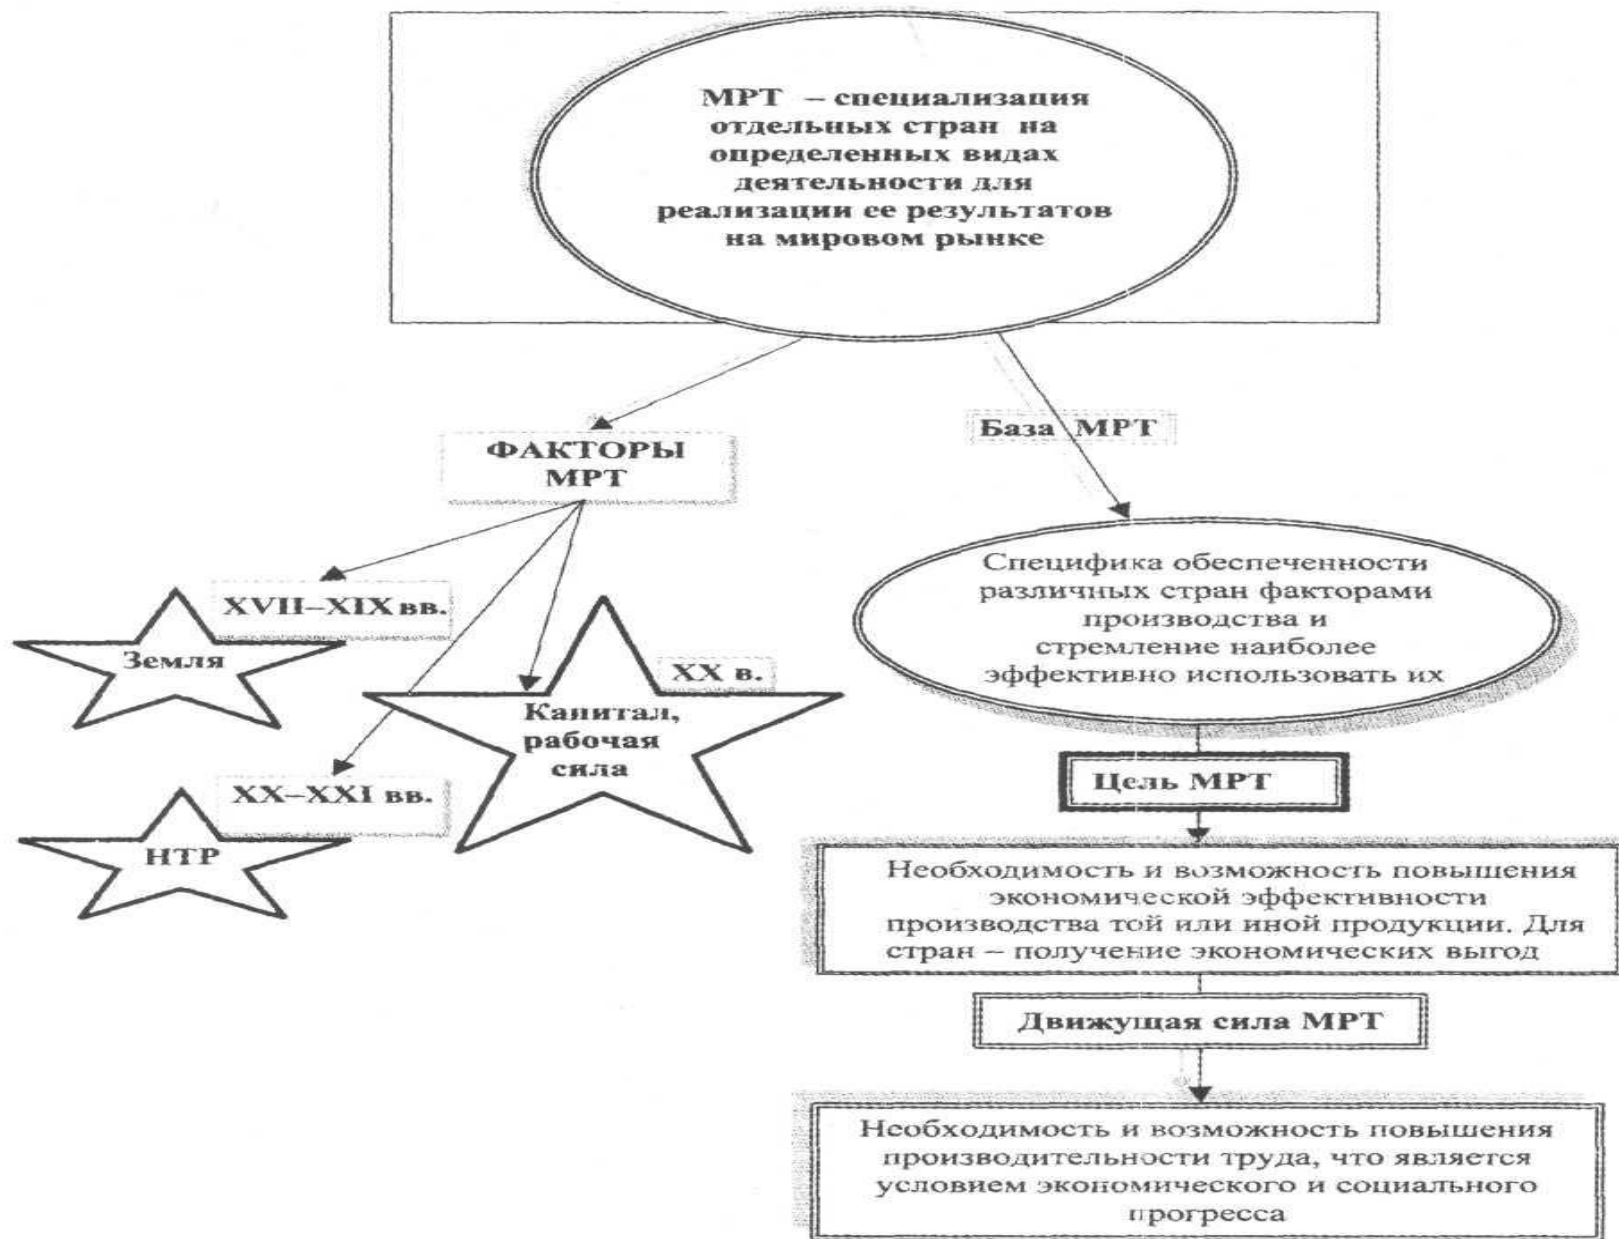 МРТ – специализация
отдельных стран на
определенных видах
деятельности для
реализации ее результатов
на мировом рынке
ФАКТОРЫ
МРТ
База МРТ
XVII–XIX вв.
Земля
XX в.
Капитал,
рабочая
сила
XX–XXI вв.
НТР
Специфика обеспеченности
различных стран факторами
производства и
стремление наиболее
эффективно использовать их
Цель МРТ
Необходимость и возможность повышения
экономической эффективности
производства той или иной продукции. Для
стран – получение экономических выгод
Движущая сила МРТ
Необходимость и возможность повышения
производительности труда, что является
условием экономического и социального
прогресса